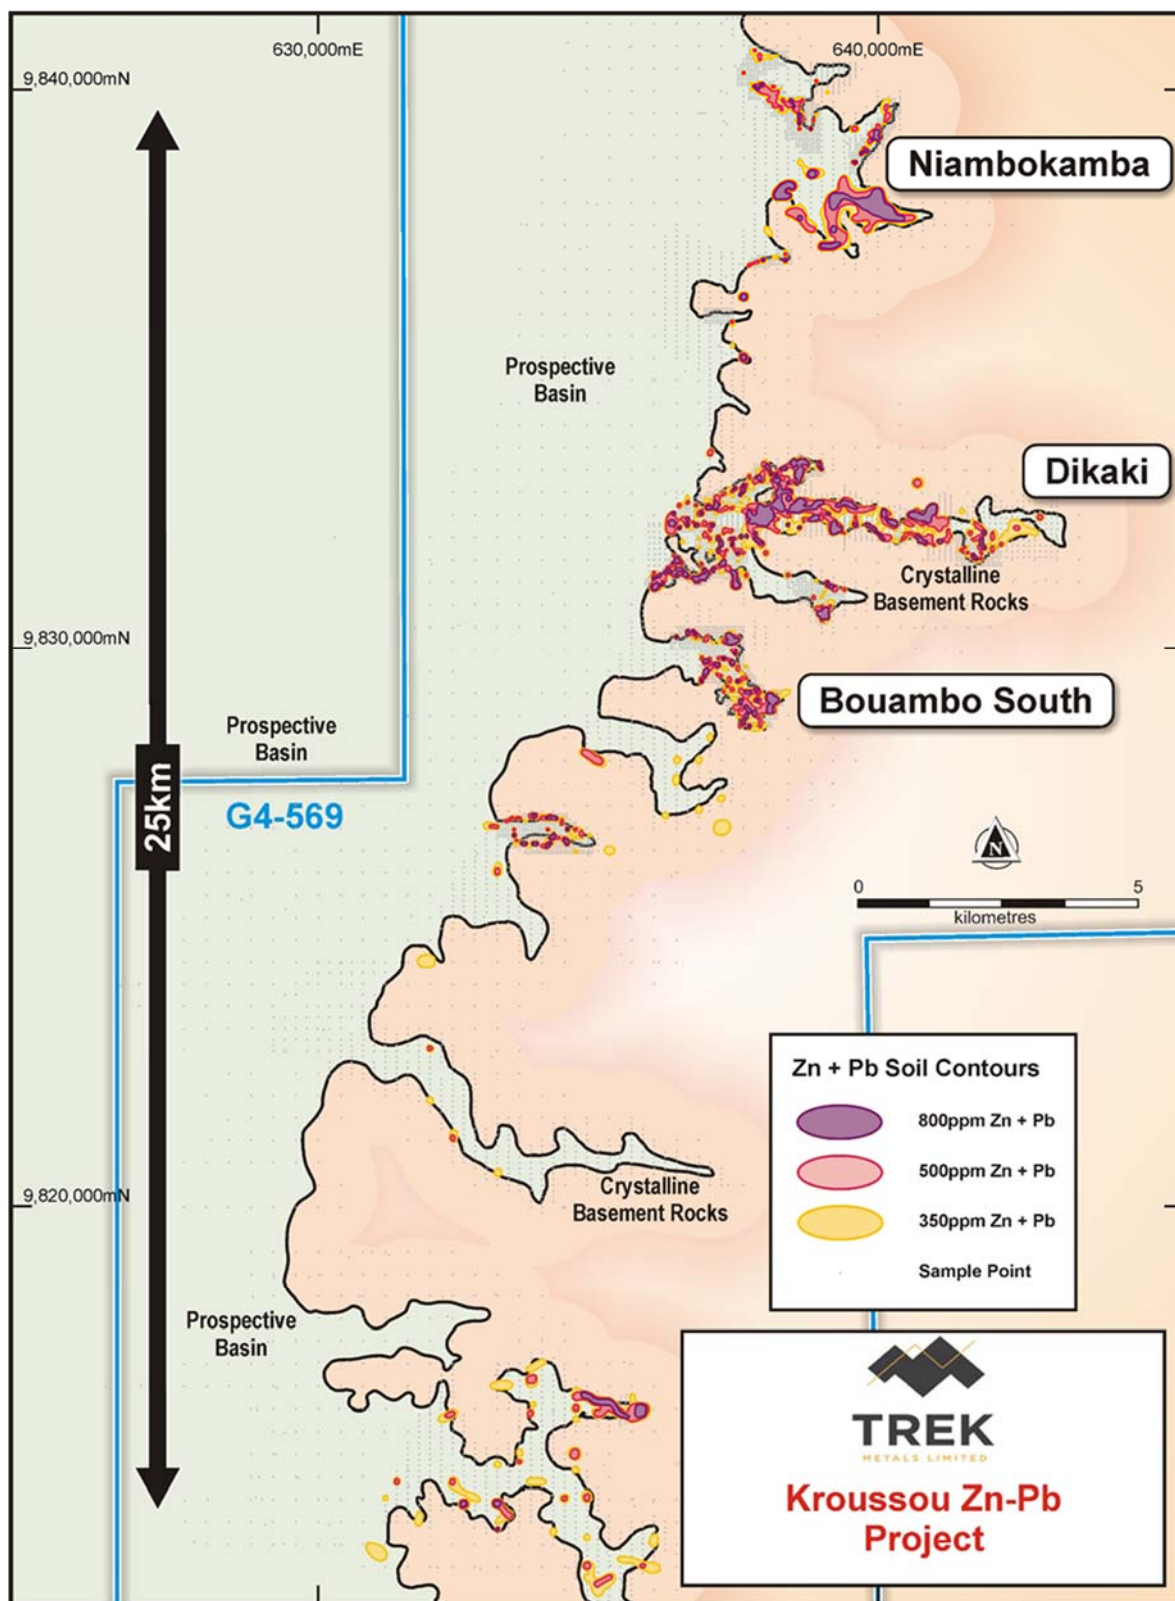 630,000mE
640,000mE
9,840,000mN
Niambokamba
Prospective
Basin
Dikaki
Crystalline
Basement Rocks
9,830,000mN
Bouambo South
Prospective
Basin
25km
G4-569
N
0
5
kilometres
Zn + Pb Soil Contours
800ppm Zn + Pb
500ppm Zn + Pb
350ppm Zn + Pb
Sample Point
9,820,000mN
Crystalline
Basement Rocks
Prospective
Basin
TREK
METALS LIMITED
Kroussou Zn-Pb
Project